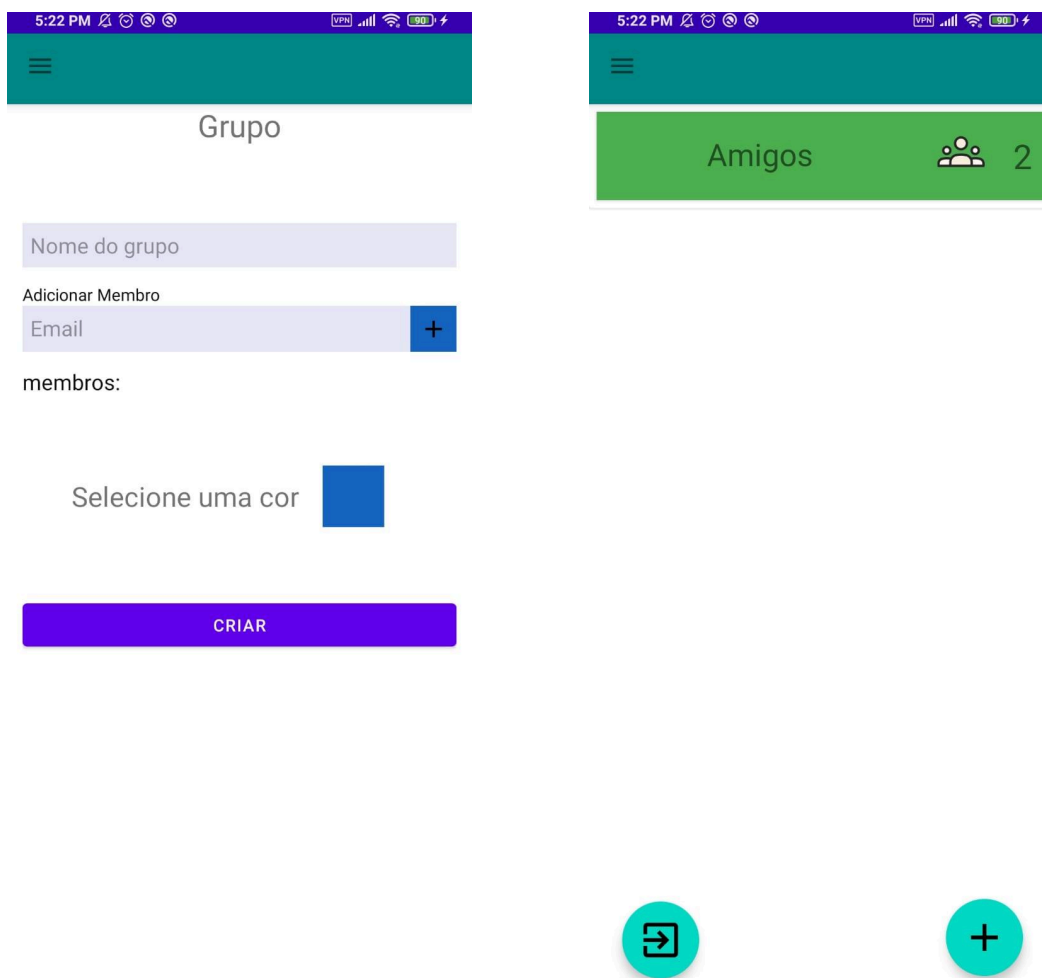 5:22 PM
VPN
90
Grupo
Nome do grupo
Adicionar Membro
Email
+
membros:
Selecione uma cor
CRIAR
5:22 PM
VPN
90
Amigos 2
+